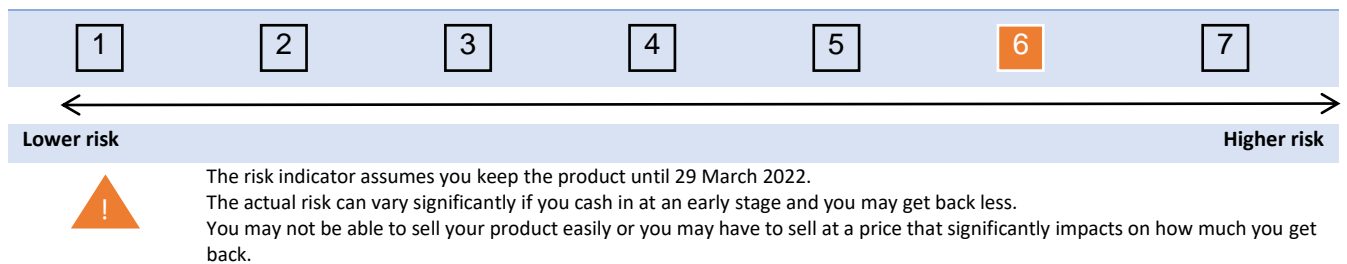 1 2 3 4 5 6 7
Lower risk Higher risk
! The risk indicator assumes you keep the product until 29 March 2022.
The actual risk can vary significantly if you cash in at an early stage and you may get back less.
You may not be able to sell your product easily or you may have to sell at a price that significantly impacts on how much you get
back.